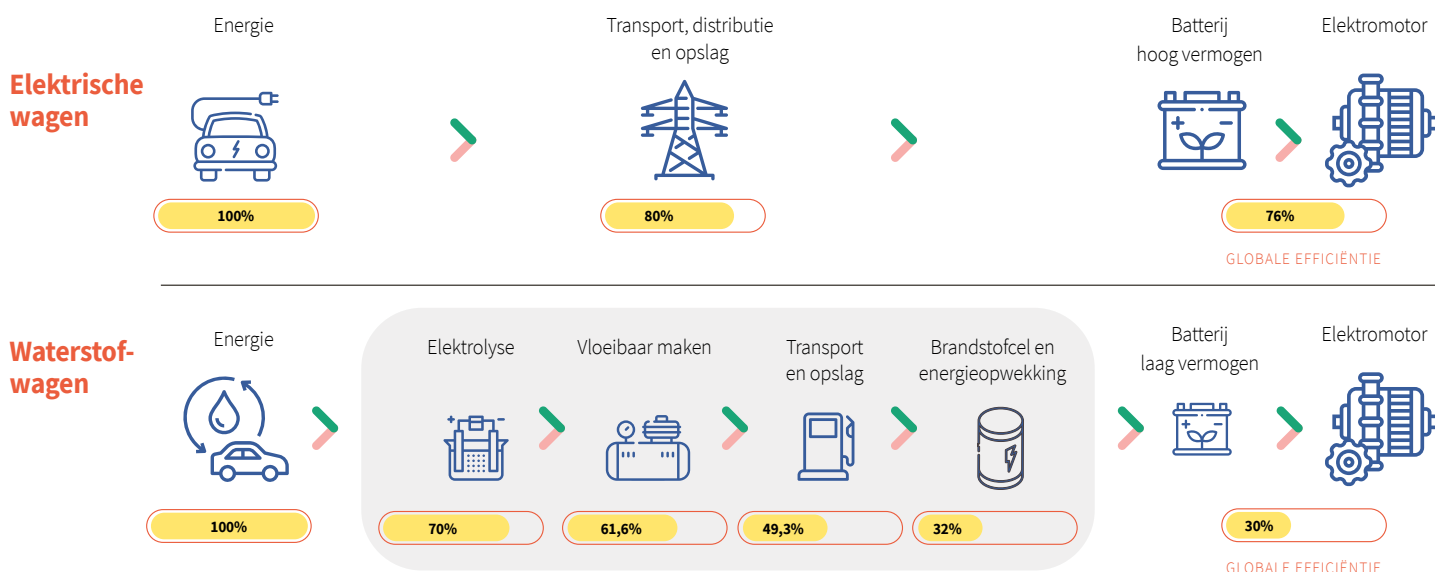 Energie
Transport, distributie
en opslag
Batterij
hoog vermogen
Elektromotor
Elektrische
wagen
100%
80%
76%
GLOBALE EFFICIËNTIE
Waterstof-
wagen
Energie
Elektrolyse
Vloeibaar maken
Transport
en opslag
Brandstofcel en
energieopwekking
Batterij
laag vermogen
Elektromotor
100%
70%
61,6%
49,3%
32%
30%
GLOBALE EFFICIËNTIE